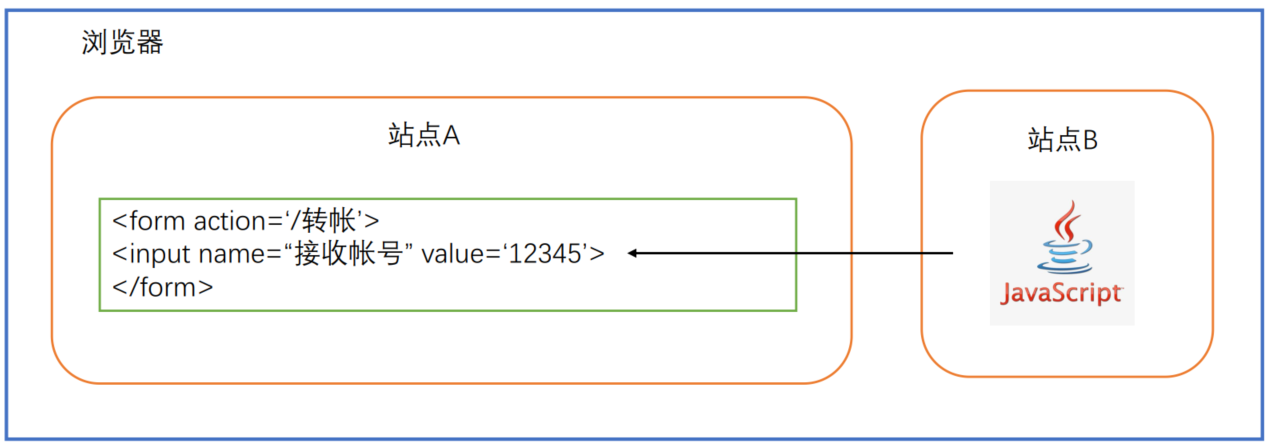 浏览器
站点A
<form action=‘/转帐’>
<input name=“接收帐号” value=‘12345’>
</form>
站点B
JavaScript